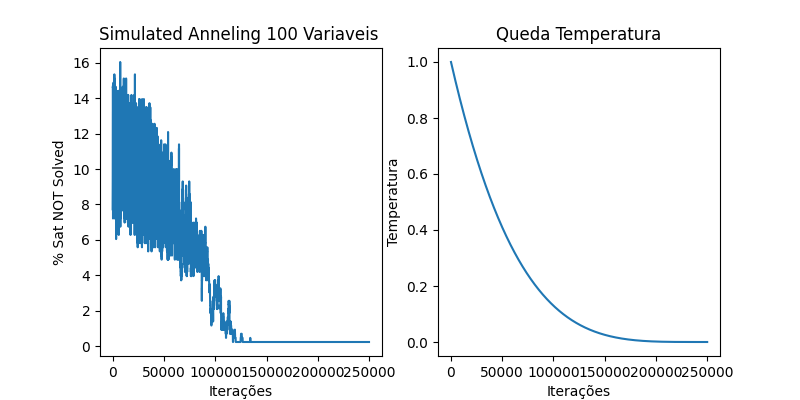 Simulated Anneling 100 Variaveis
% Sat NOT Solved
16
14
12
10
8
6
4
2
0
0 50000 100000 150000 200000 250000
Iterações
Queda Temperatura
Temperatura
1.0
0.8
0.6
0.4
0.2
0.0
0 50000 100000 150000 200000 250000
Iterações